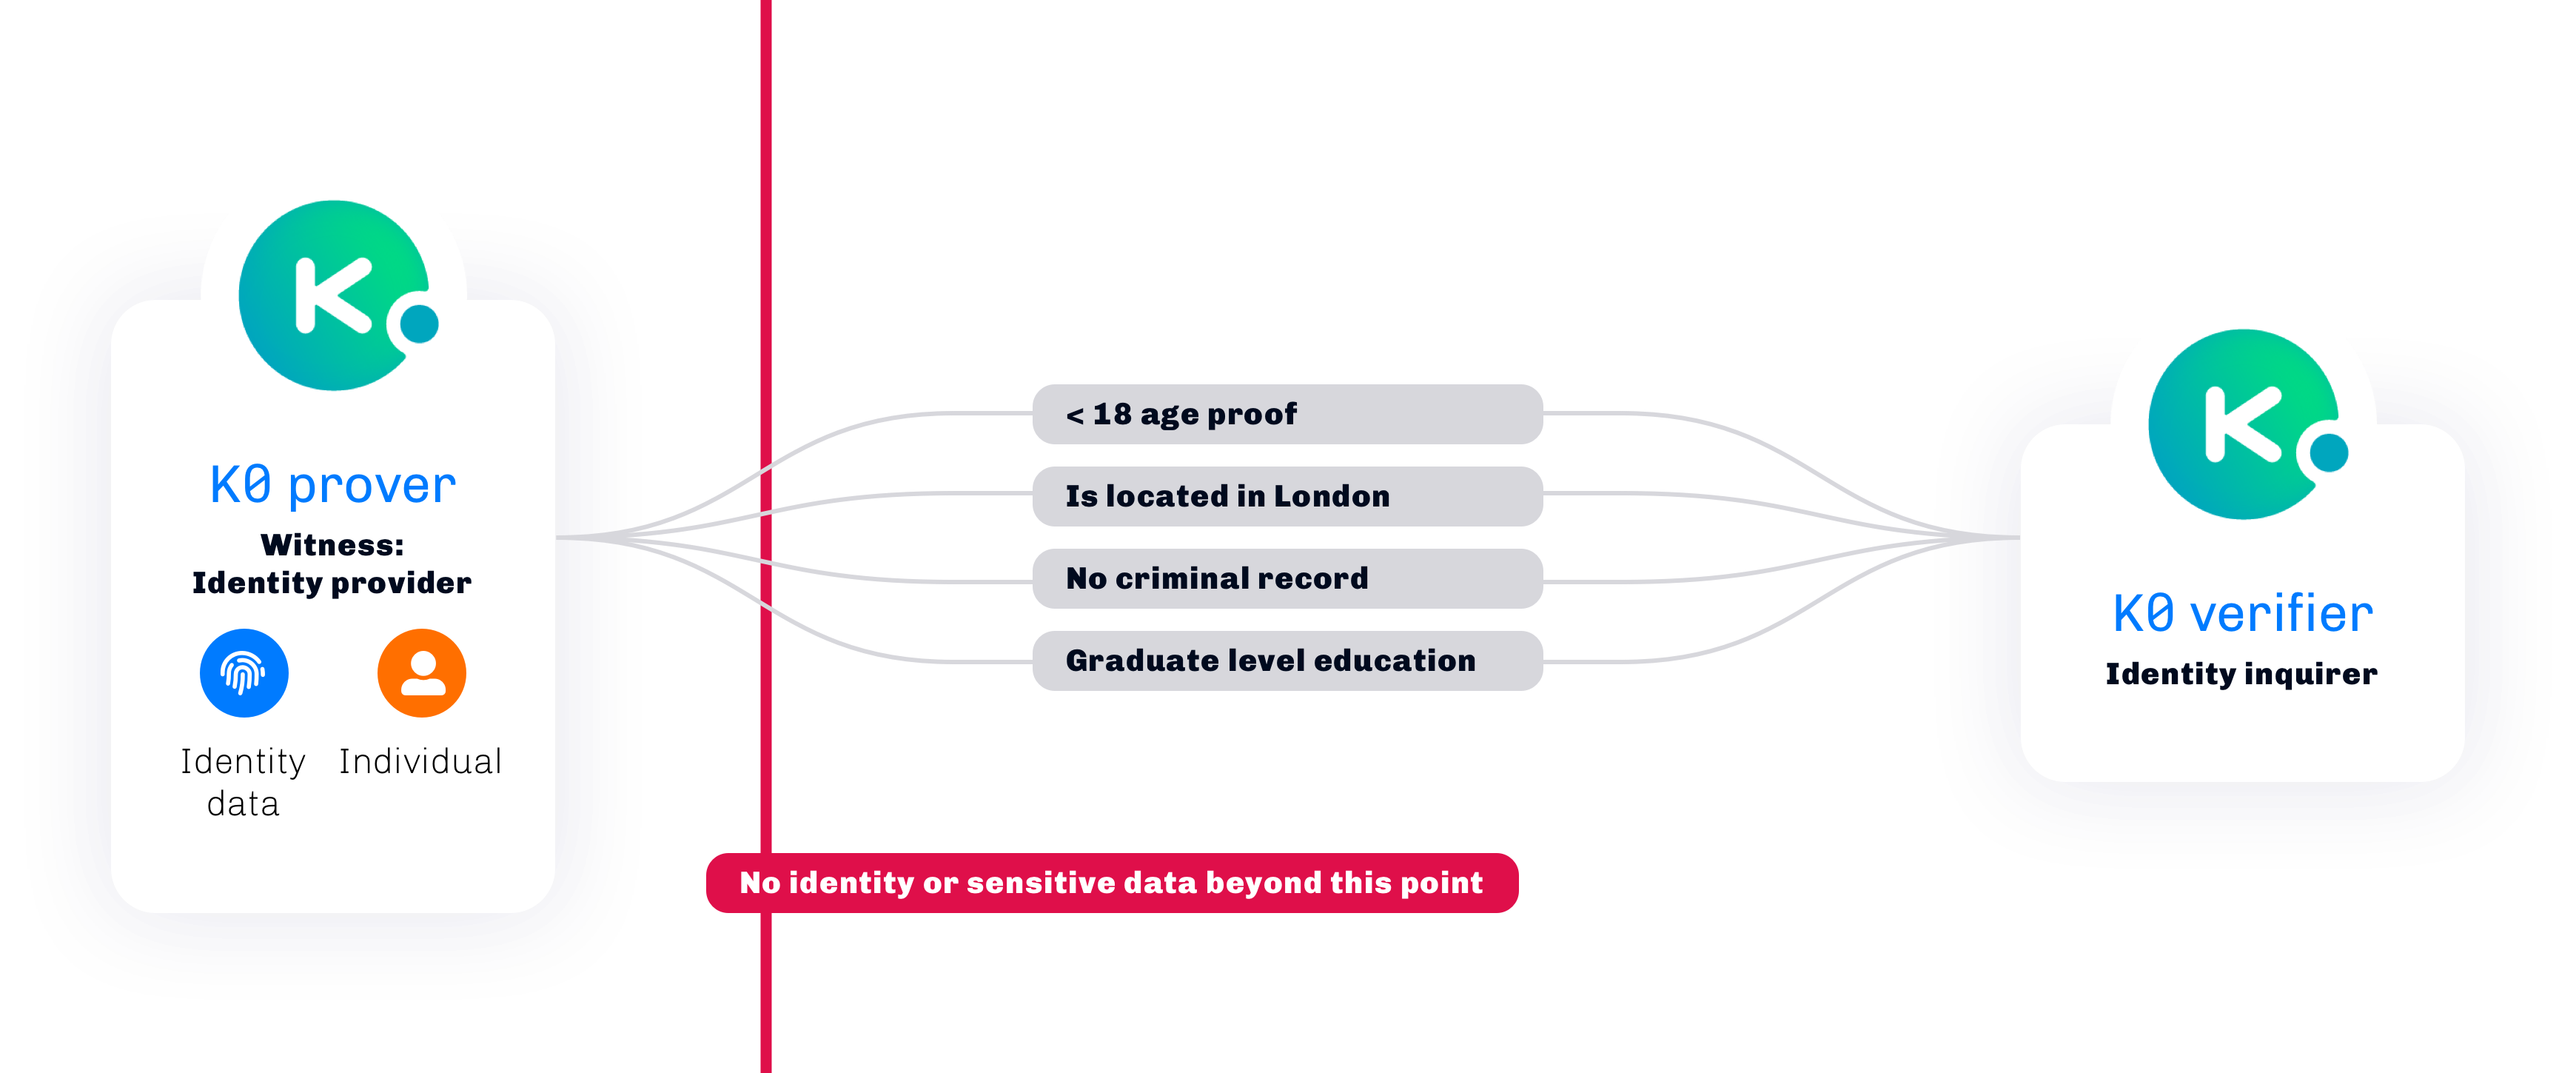 K
K0 prover
Witness:
Identity provider
Identity
data
Individual
< 18 age proof
Is located in London
No criminal record
Graduate level education
No identity or sensitive data beyond this point
K
K0 verifier
Identity inquirer